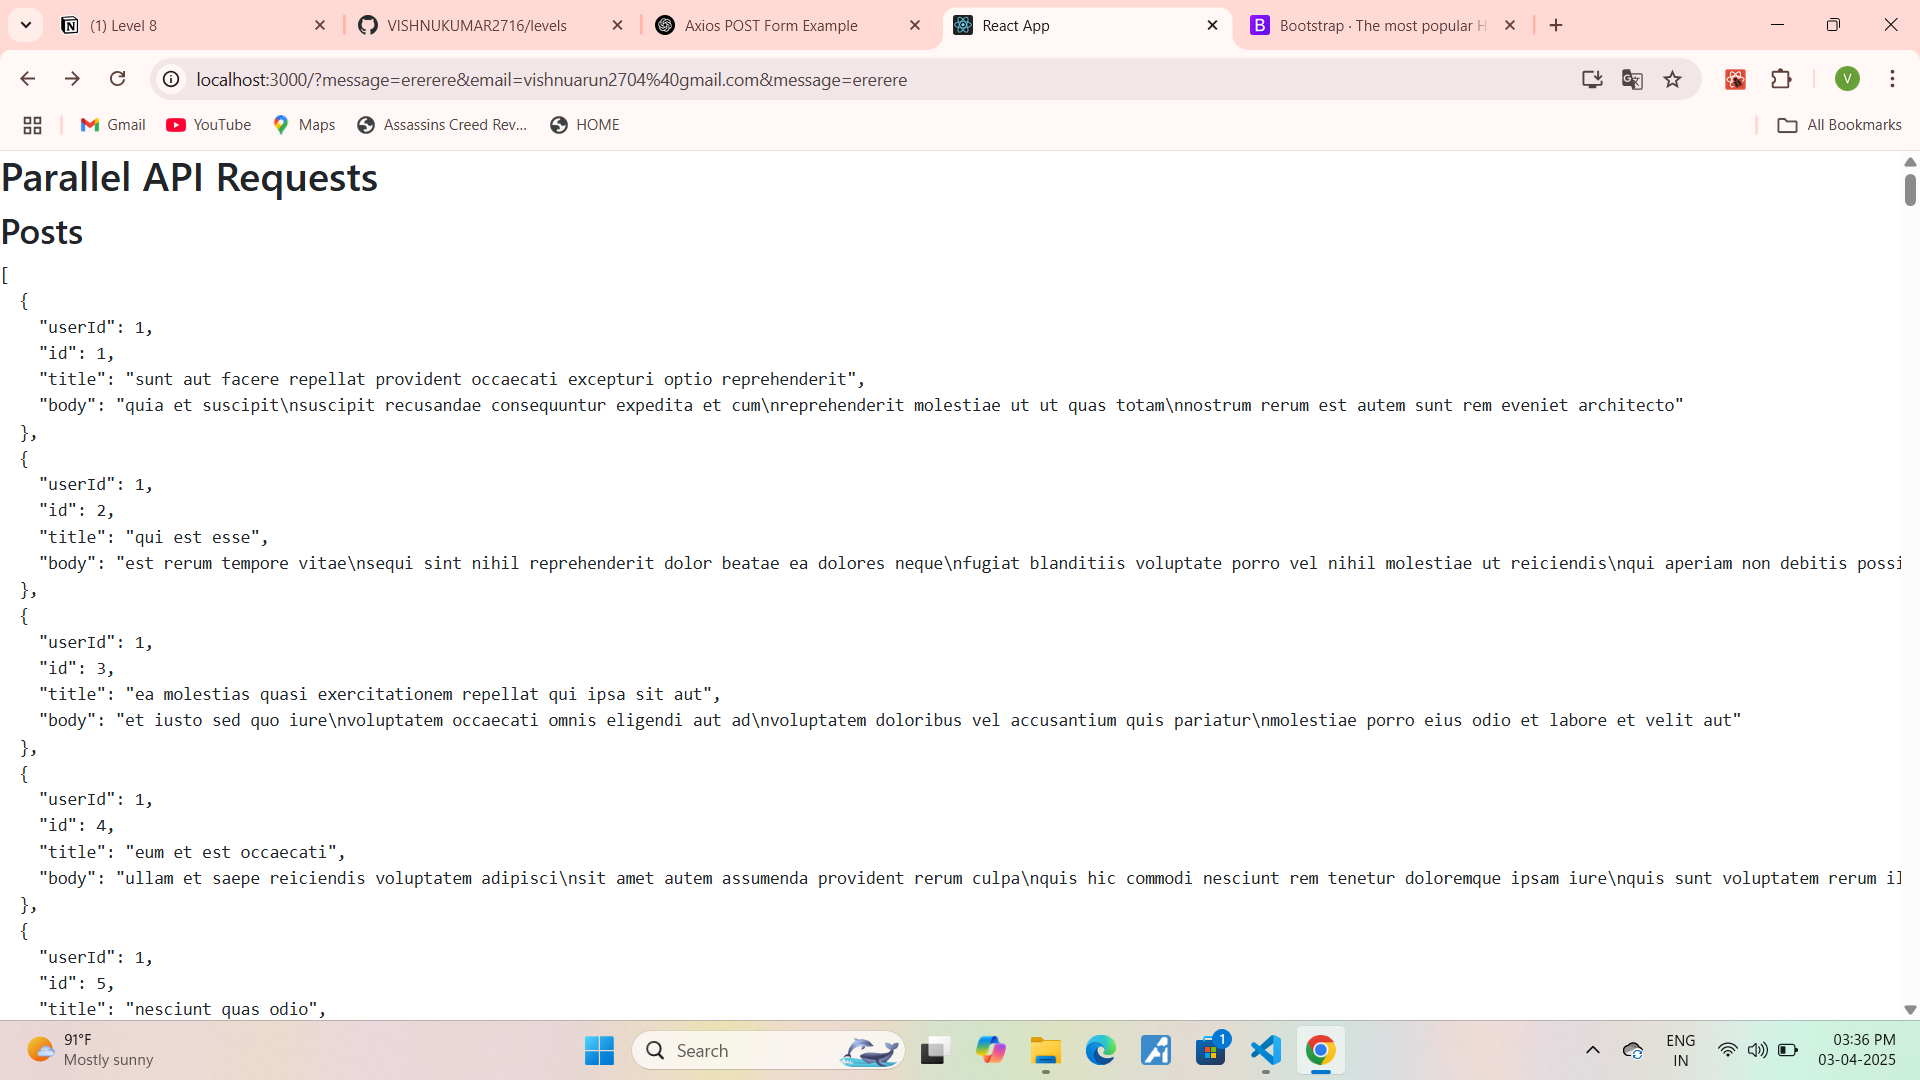 (1) Level 8
VISHNUKUMAR2716/levels
Axios POST Form Example
React App
Bootstrap · The most popular H
localhost:3000/?message=erere​re&email=vishnuarun2704%40gmail.com&message=erere​re
V
Gmail
YouTube
Maps
Assassins Creed Rev...
HOME
All Bookmarks
Parallel API Requests
Posts
[
{
"userId": 1,
"id": 1,
"title": "sunt aut facere repellat provident occaecati excepturi optio reprehenderit",
"body": "quia et suscipit\nsuscipit recusandae consequuntur expedita et cum\nreprehenderit molestiae ut ut quas totam\nnostrum rerum est autem sunt rem eveniet architecto"
},
{
"userId": 1,
"id": 2,
"title": "qui est esse",
"body": "est rerum tempore vitae\nsequi sint nihil reprehenderit dolor beatae ea dolores neque\nfugiat blanditiis voluptate porro vel nihil molestiae ut reiciendis\nqui aperiam non debitis possi
},
{
"userId": 1,
"id": 3,
"title": "ea molestias quasi exercitationem repellat qui ipsa sit aut",
"body": "et iusto sed quo iure\nvoluptatem occaecati omnis eligendi aut ad\nvoluptatem doloribus vel accusantium quis pariatur\nmolestiae porro eius odio et labore et velit aut"
},
{
"userId": 1,
"id": 4,
"title": "eum et est occaecati",
"body": "ullam et saepe reiciendis voluptatem adipisci\nsit amet autem assumenda provident rerum culpa\nquis hic commodi nesciunt rem tenetur doloremque ipsam iure\nquis sunt voluptatem rerum il
},
{
"userId": 1,
"id": 5,
"title": "nesciunt quas odio",
91°F
Mostly sunny
Search
1
ENG
IN
03:36 PM
03-04-2025